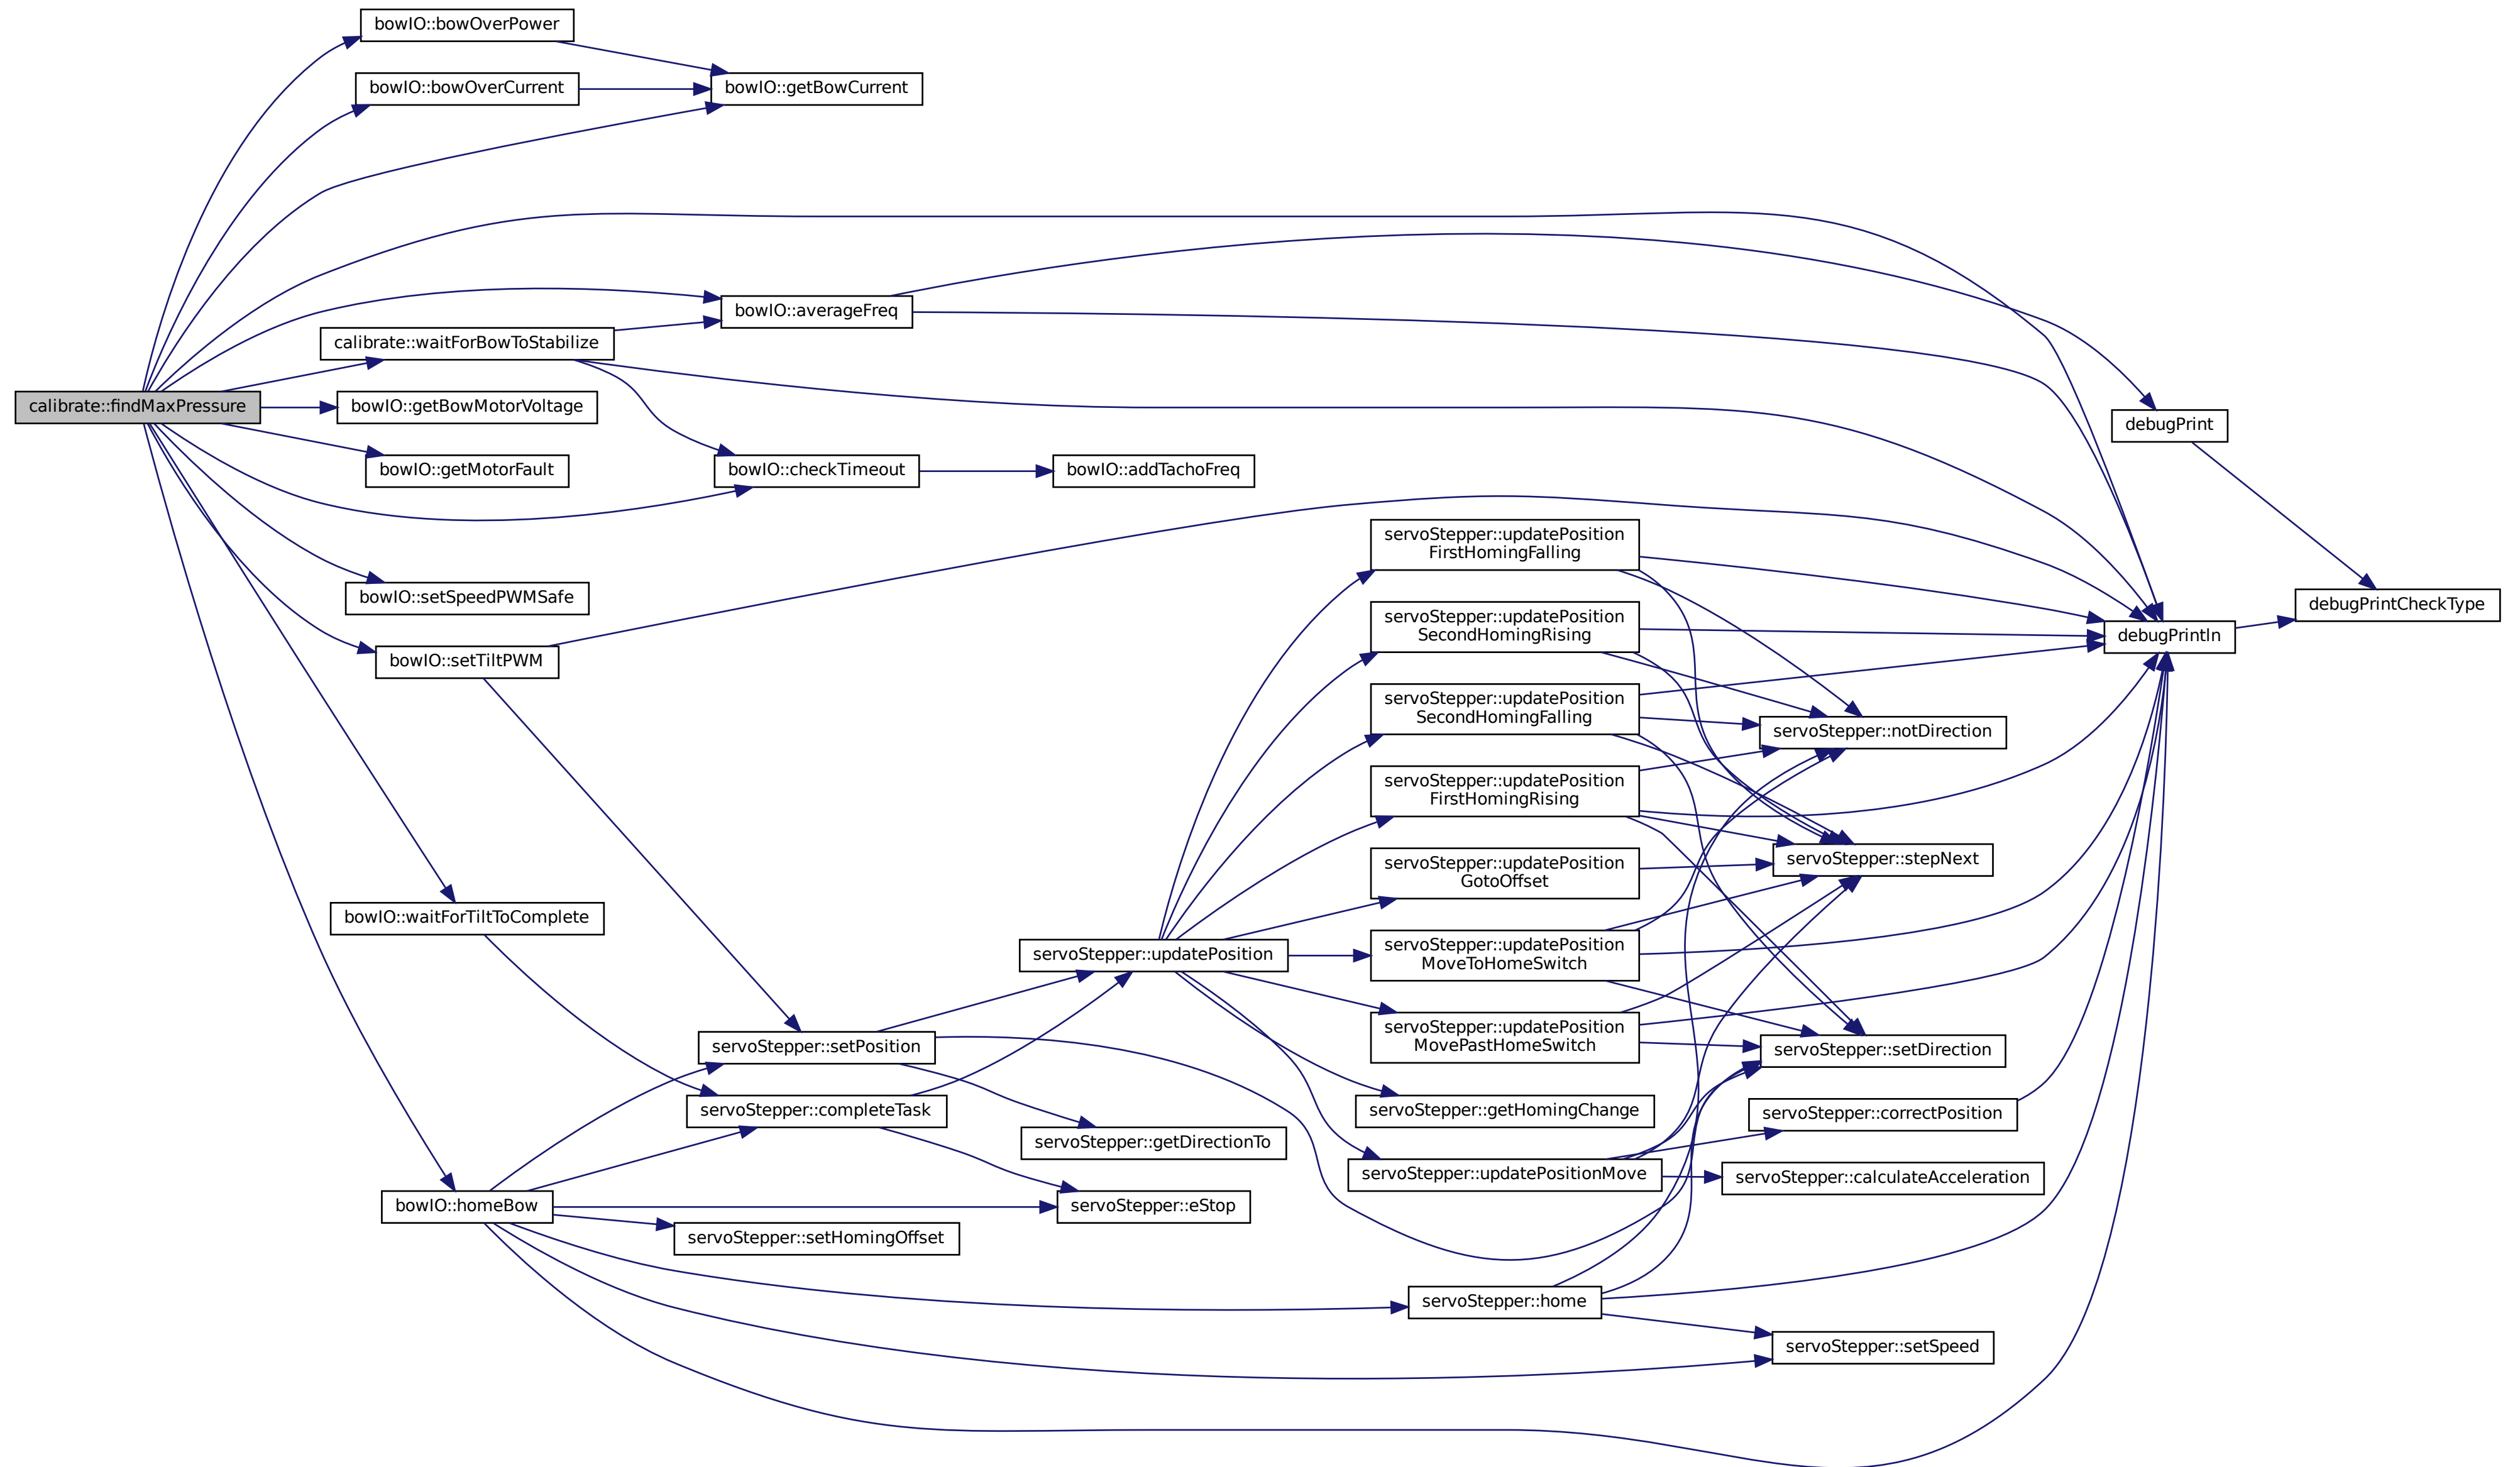 bowIO::bowOverPower
bowIO::bowOverCurrent
bowIO::getBowCurrent
bowIO::averageFreq
calibrate::waitForBowToStabilize
calibrate::findMaxPressure
bowIO::getBowMotorVoltage
debugPrint
bowIO::getMotorFault
bowIO::checkTimeout
bowIO::addTachoFreq
servoStepper::updatePosition
FirstHomingFalling
bowIO::setSpeedPWMSafe
debugPrintCheckType
servoStepper::updatePosition
SecondHomingRising
debugPrintln
bowIO::setTiltPWM
servoStepper::updatePosition
SecondHomingFalling
servoStepper::notDirection
servoStepper::updatePosition
FirstHomingRising
servoStepper::stepNext
servoStepper::updatePosition
GotoOffset
bowIO::waitForTiltToComplete
servoStepper::updatePosition
servoStepper::updatePosition
MoveToHomeSwitch
servoStepper::setPosition
servoStepper::updatePosition
MovePastHomeSwitch
servoStepper::setDirection
servoStepper::completeTask
servoStepper::getHomingChange
servoStepper::correctPosition
servoStepper::getDirectionTo
servoStepper::updatePositionMove
servoStepper::calculateAcceleration
bowIO::homeBow
servoStepper::eStop
servoStepper::setHomingOffset
servoStepper::home
servoStepper::setSpeed